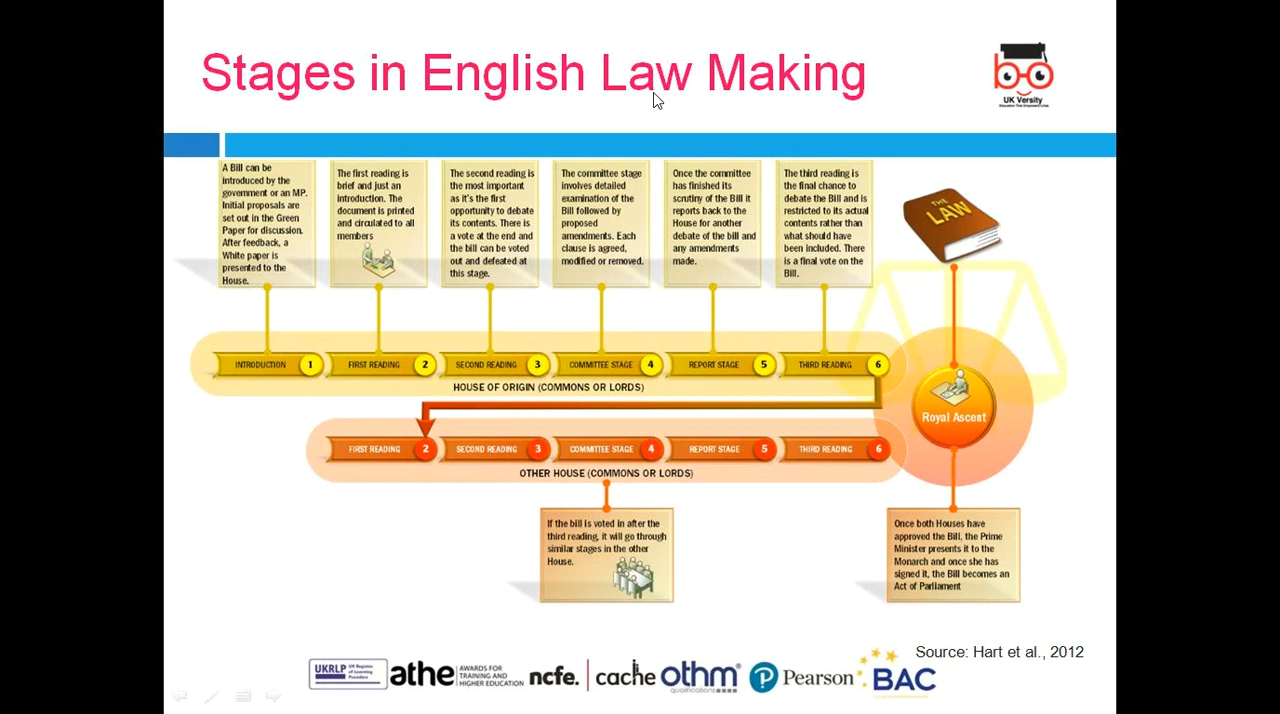 Stages in English Law Making
UK Versity
A Bill can be
introduced by the
government or an MP.
Initial proposals are
set out in the Green
Paper for discussion.
After feedback, a
White paper is
presented to the
House.
The first reading is
brief and just an
introduction. The
document is printed
and circulated to all
members
The second reading is
the most important
as it's the first
opportunity to debate
its contents. There is
a vote at the end and
the bill can be voted
out and defeated at
this stage.
The committee stage
involves detailed
examination of the
Bill followed by
proposed
amendments. Each
clause is agreed,
modified or removed.
Once the committee
has finished its
scrutiny of the Bill it
reports back to the
House for another
debate of the bill and
any amendments
made.
The third reading is
the final chance to
debate the Bill and is
restricted to its actual
contents rather than
what should have
been included. There
is a final vote on the
Bill.
THE
LAW
INTRODUCTION 1
FIRST READING 2
SECOND READING 3
COMMITTEE STAGE 4
REPORT STAGE 5
THIRD READING 6
HOUSE OF ORIGIN (COMMONS OR LORDS)
Royal Ascent
FIRST READING 2
SECOND READING 3
COMMITTEE STAGE 4
REPORT STAGE 5
THIRD READING 6
OTHER HOUSE (COMMONS OR LORDS)
If the bill is voted in after the
third reading, it will go through
similar stages in the other
House.
Once both Houses have
approved the Bill, the Prime
Minister presents it to the
Monarch and once she has
signed it, the Bill becomes an
Act of Parliament
Source: Hart et al., 2012
UKRLP
UK Register
of Learning
Providers
athe
AWARDS FOR
TRAINING AND
HIGHER EDUCATION
ncfe.
cache
othm
qualifications
Pearson
BAC